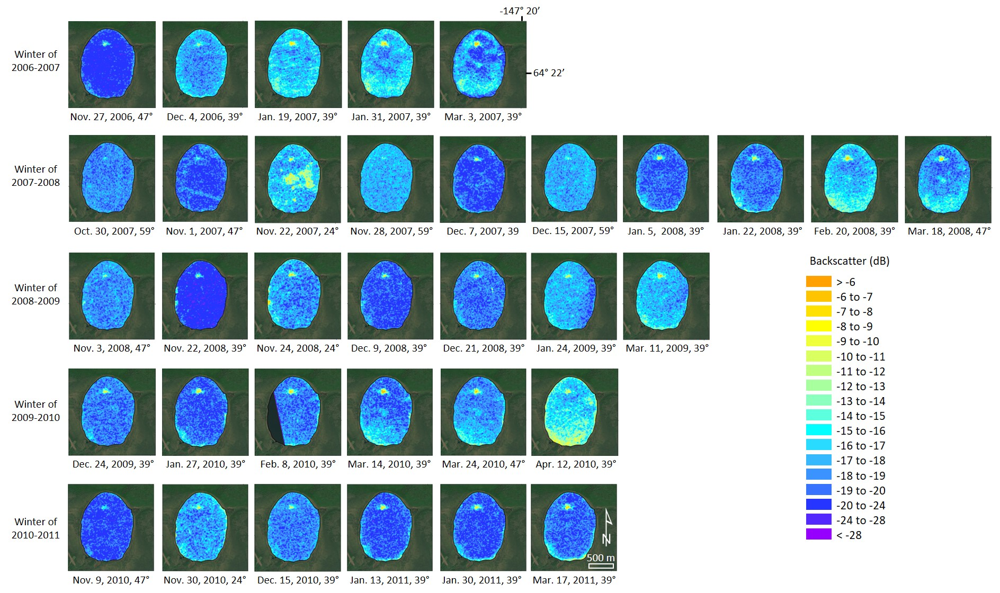 -147° 20’
Winter of
2006-2007
64° 22’
Nov. 27, 2006, 47°
Dec. 4, 2006, 39°
Jan. 19, 2007, 39°
Jan. 31, 2007, 39°
Mar. 3, 2007, 39°
Winter of
2007-2008
Oct. 30, 2007, 59°
Nov. 1, 2007, 47°
Nov. 22, 2007, 24°
Nov. 28, 2007, 59°
Dec. 7, 2007, 39
Dec. 15, 2007, 59°
Jan. 5, 2008, 39°
Jan. 22, 2008, 39°
Feb. 20, 2008, 39°
Mar. 18, 2008, 47°
Winter of
2008-2009
Nov. 3, 2008, 47°
Nov. 22, 2008, 39°
Nov. 24, 2008, 24°
Dec. 9, 2008, 39°
Dec. 21, 2008, 39°
Jan. 24, 2009, 39°
Mar. 11, 2009, 39°
Winter of
2009-2010
Dec. 24, 2009, 39°
Jan. 27, 2010, 39°
Feb. 8, 2010, 39°
Mar. 14, 2010, 39°
Mar. 24, 2010, 47°
Apr. 12, 2010, 39°
Winter of
2010-2011
N
500 m
Nov. 9, 2010, 47°
Nov. 30, 2010, 24°
Dec. 15, 2010, 39°
Jan. 13, 2011, 39°
Jan. 30, 2011, 39°
Mar. 17, 2011, 39°
Backscatter (dB)
> -6
-6 to -7
-7 to -8
-8 to -9
-9 to -10
-10 to -11
-11 to -12
-12 to -13
-13 to -14
-14 to -15
-15 to -16
-16 to -17
-17 to -18
-18 to -19
-19 to -20
-20 to -24
-24 to -28
< -28